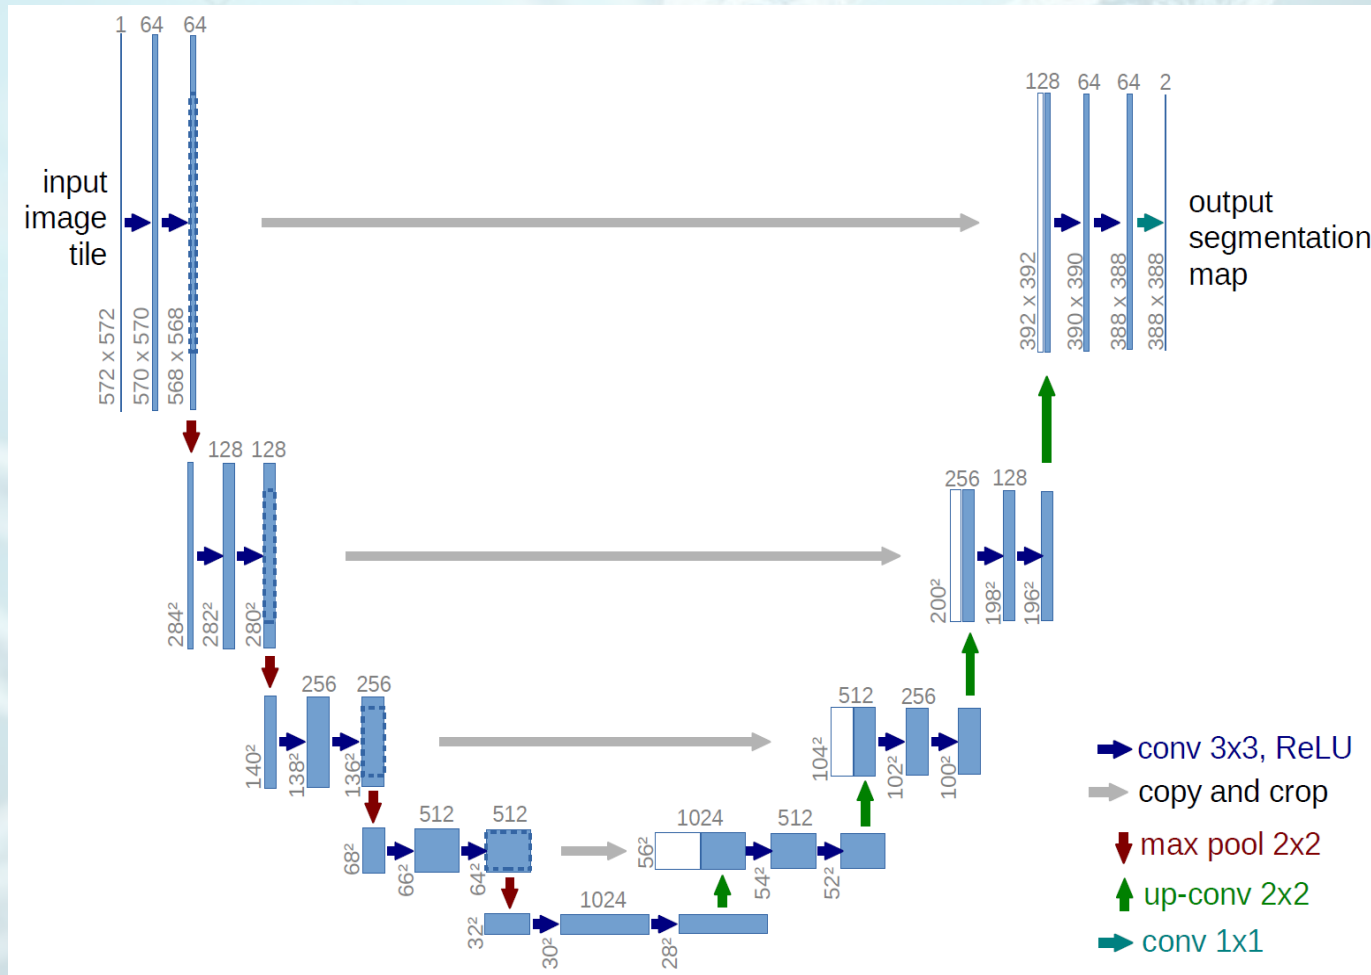 1 64 64
input
image
tile
572 x 572
570 x 570
568 x 568
128 64 64 2
output
segmentation
map
392 x 392
390 x 390
388 x 388
388 x 388
128 128
284²
282²
280²
256 128
200²
198²
196²
256 256
140²
138²
136²
512 256
104²
102²
100²
512 512
68²
66²
64²
1024 512
56²
54²
52²
1024
32²
30²
28²
conv 3x3, ReLU
copy and crop
max pool 2x2
up-conv 2x2
conv 1x1